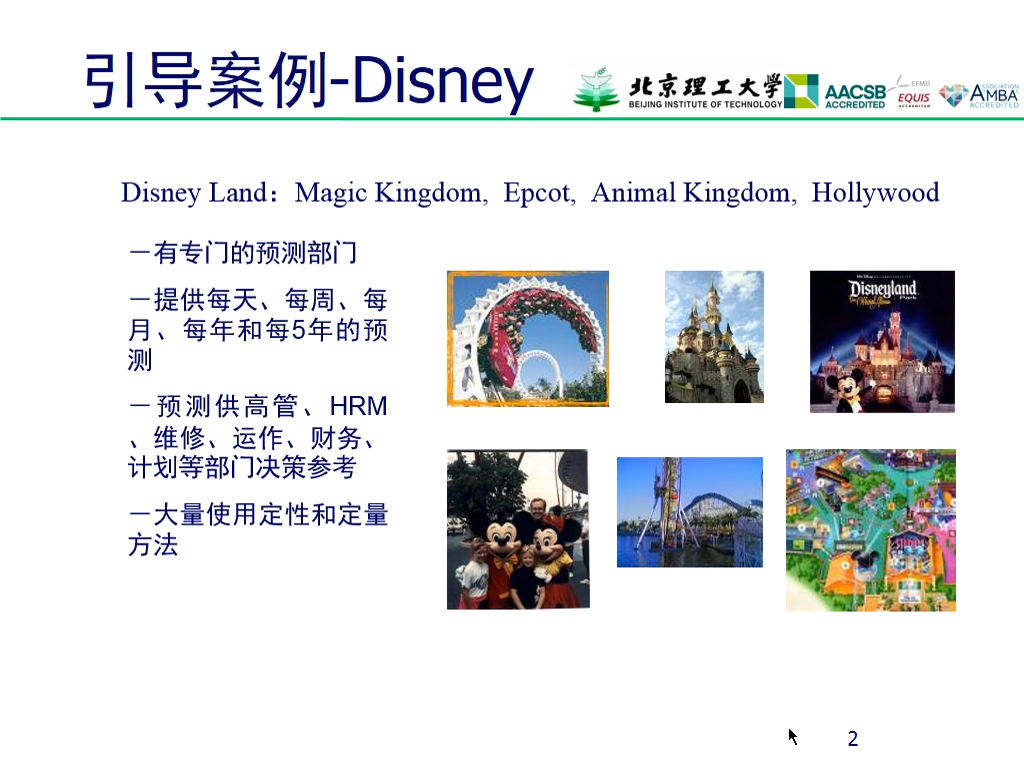 引导案例-Disney
北京理工大学
BEIJING INSTITUTE OF TECHNOLOGY
AACSB
ACCREDITED
EFMD
EQUIS
ACCREDITED
ASSOCIATION
AMBA
ACCREDITED
Disney Land：Magic Kingdom, Epcot, Animal Kingdom, Hollywood
－有专门的预测部门
－提供每天、每周、每
月、每年和每5年的预
测
－预测供高管、HRM
、维修、运作、财务、
计划等部门决策参考
－大量使用定性和定量
方法
Disneyland
Park
2